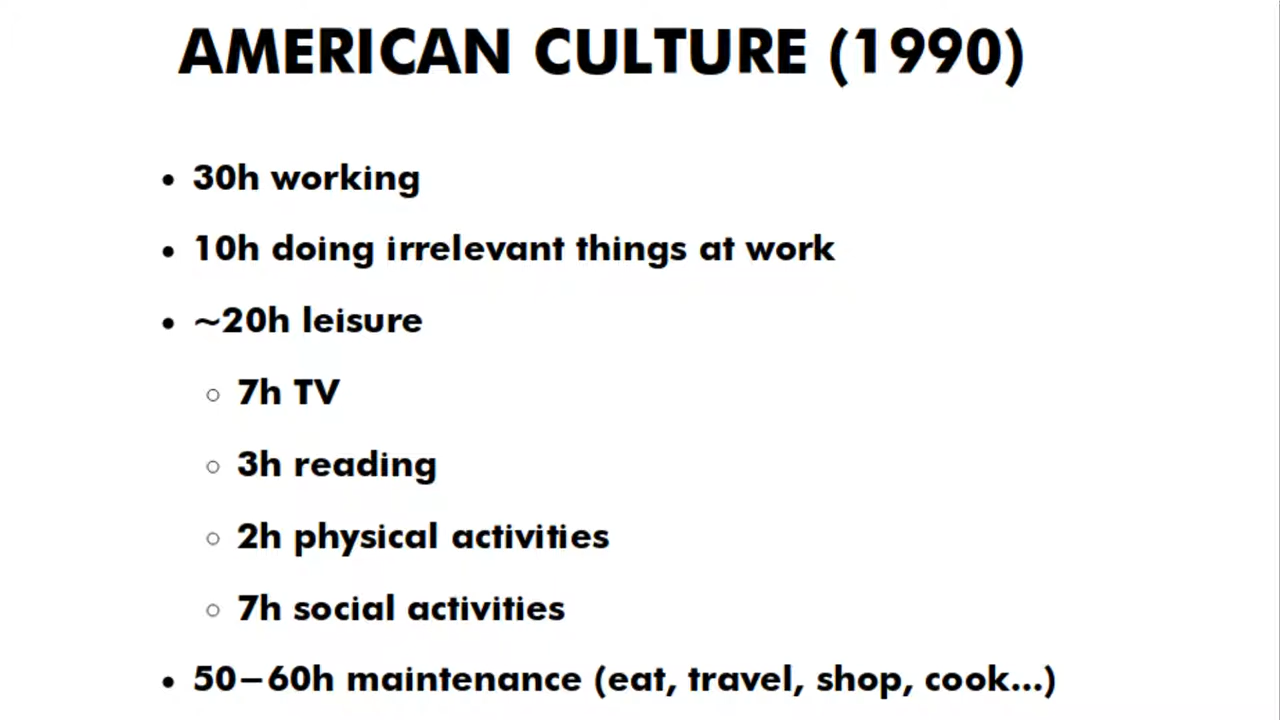 AMERICAN CULTURE (1990)
• 30h working
• 10h doing irrelevant things at work
• ~20h leisure
○ 7h TV
○ 3h reading
○ 2h physical activities
○ 7h social activities
• 50–60h maintenance (eat, travel, shop, cook...)